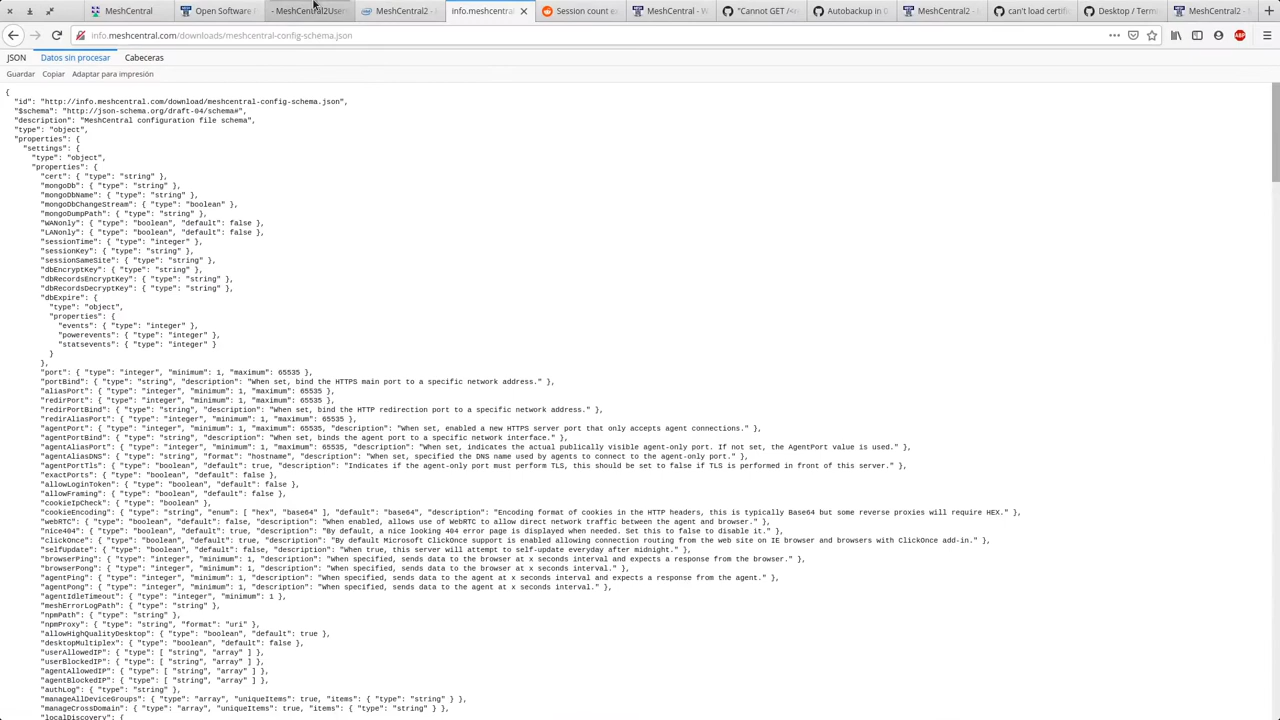 MeshCentral
Open Software P
- MeshCentral2Users
MeshCentral2 -
info.meshcentral
Session count ex
MeshCentral - W
"Cannot GET /A
Autobackup in D
MeshCentral2 -
can't load certifi
Desktop / Termi
MeshCentral2 - 
info.meshcentral.com/downloads/meshcentral-config-schema.json
JSON
Datos sin procesar
Cabeceras
Guardar
Copiar
Adaptar para impresión
{
"id": "http://info.meshcentral.com/download/meshcentral-config-schema.json",
"$schema": "http://json-schema.org/draft-04/schema#",
"description": "MeshCentral configuration file schema",
"type": "object",
"properties": {
"settings": {
"type": "object",
"properties": {
"cert": { "type": "string" },
"mongoDb": { "type": "string" },
"mongoDbName": { "type": "string" },
"mongoDbChangeStream": { "type": "boolean" },
"mongoDumpPath": { "type": "string" },
"WANonly": { "type": "boolean", "default": false },
"LANonly": { "type": "boolean", "default": false },
"sessionTime": { "type": "integer" },
"sessionKey": { "type": "string" },
"sessionSameSite": { "type": "string" },
"dbEncryptKey": { "type": "string" },
"dbRecordsEncryptKey": { "type": "string" },
"dbRecordsDecryptKey": { "type": "string" },
"dbExpire": {
"type": "object",
"properties": {
"events": { "type": "integer" },
"powerevents": { "type": "integer" },
"statsevents": { "type": "integer" }
}
},
"port": { "type": "integer", "minimum": 1, "maximum": 65535 },
"portBind": { "type": "string", "description": "When set, bind the HTTPS main port to a specific network address." },
"aliasPort": { "type": "integer", "minimum": 1, "maximum": 65535 },
"redirPort": { "type": "integer", "minimum": 1, "maximum": 65535 },
"redirPortBind": { "type": "string", "description": "When set, bind the HTTP redirection port to a specific network address." },
"redirAliasPort": { "type": "integer", "minimum": 1, "maximum": 65535 },
"agentPort": { "type": "integer", "minimum": 1, "maximum": 65535, "description": "When set, enabled a new HTTPS server port that only accepts agent connections." },
"agentPortBind": { "type": "string", "description": "When set, binds the agent port to a specific network interface." },
"agentAliasPort": { "type": "integer", "minimum": 1, "maximum": 65535, "description": "When set, indicates the actual publically visible agent-only port. If not set, the AgentPort value is used." },
"agentAliasDNS": { "type": "string", "format": "hostname", "description": "When set, specified the DNS name used by agents to connect to the agent-only port." },
"agentPortTls": { "type": "boolean", "default": true, "description": "Indicates if the agent-only port must perform TLS, this should be set to false if TLS is performed in front of this server." },
"exactPorts": { "type": "boolean", "default": false },
"allowLoginToken": { "type": "boolean", "default": false },
"allowFraming": { "type": "boolean", "default": false },
"cookieIpCheck": { "type": "boolean" },
"cookieEncoding": { "type": "string", "enum": [ "hex", "base64" ], "default": "base64", "description": "Encoding format of cookies in the HTTP headers, this is typically Base64 but some reverse proxies will require HEX." },
"webRTC": { "type": "boolean", "default": false, "description": "When enabled, allows use of WebRTC to allow direct network traffic between the agent and browser." },
"nice404": { "type": "boolean", "default": true, "description": "By default, a nice looking 404 error page is displayed when needed. Set this to false to disable it." },
"clickOnce": { "type": "boolean", "default": true, "description": "By default Microsoft ClickOnce support is enabled allowing connection routing from the web site on IE browser and browsers with ClickOnce add-in." },
"selfUpdate": { "type": "boolean", "default": false, "description": "When true, this server will attempt to self-update everyday after midnight." },
"browserPing": { "type": "integer", "minimum": 1, "description": "When specified, sends data to the browser at x seconds interval and expects a response from the browser." },
"browserPong": { "type": "integer", "minimum": 1, "description": "When specified, sends data to the browser at x seconds interval." },
"agentPing": { "type": "integer", "minimum": 1, "description": "When specified, sends data to the agent at x seconds interval and expects a response from the agent." },
"agentPong": { "type": "integer", "minimum": 1, "description": "When specified, sends data to the agent at x seconds interval." },
"agentIdleTimeout": { "type": "integer", "minimum": 1 },
"meshErrorLogPath": { "type": "string" },
"npmPath": { "type": "string" },
"npmProxy": { "type": "string", "format": "uri" },
"allowHighQualityDesktop": { "type": "boolean", "default": true },
"desktopMultiplex": { "type": "boolean", "default": false },
"userAllowedIP": { "type": [ "string", "array" ] },
"userBlockedIP": { "type": [ "string", "array" ] },
"agentAllowedIP": { "type": [ "string", "array" ] },
"agentBlockedIP": { "type": [ "string", "array" ] },
"authLog": { "type": "string" },
"manageAllDeviceGroups": { "type": "array", "uniqueItems": true, "items": { "type": "string" } },
"manageCrossDomain": { "type": "array", "uniqueItems": true, "items": { "type": "string" } },
"localDiscovery": {